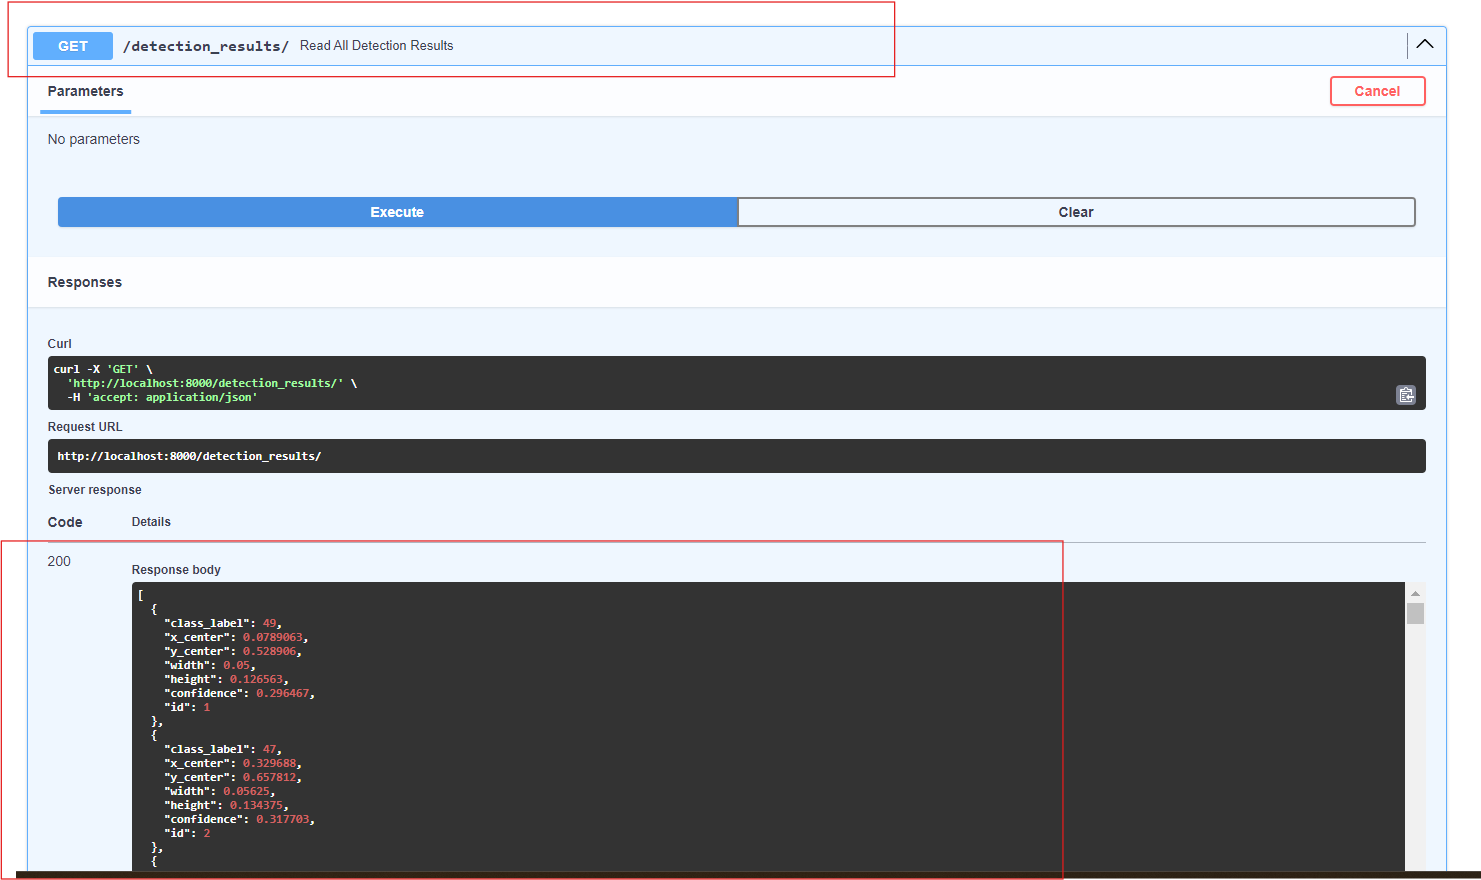 GET /detection_results/ Read All Detection Results
Parameters
Cancel
No parameters
Execute
Clear
Responses
Curl
curl -X 'GET' \
'http://localhost:8000/detection_results/' \
-H 'accept: application/json'
Request URL
http://localhost:8000/detection_results/
Server response
Code Details
200
Response body
[
{
"class_label": 49,
"x_center": 0.0789063,
"y_center": 0.528906,
"width": 0.05,
"height": 0.126563,
"confidence": 0.296467,
"id": 1
},
{
"class_label": 47,
"x_center": 0.329688,
"y_center": 0.657812,
"width": 0.05625,
"height": 0.134375,
"confidence": 0.317703,
"id": 2
},
{